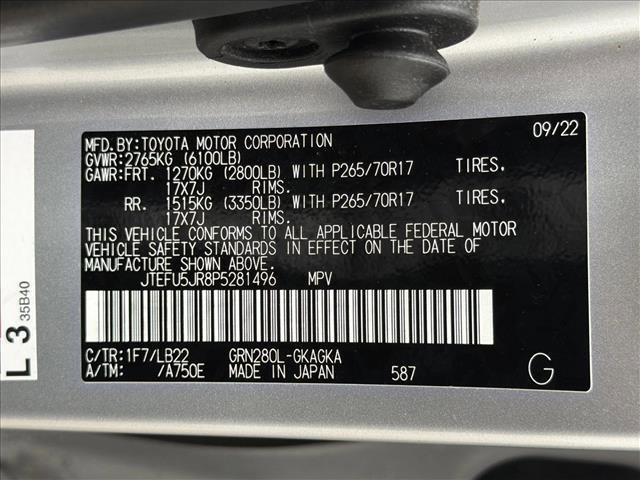 MFD.BY:TOYOTA MOTOR CORPORATION 09/22
GVWR:2765KG (6100LB)
GAWR:FRT. 1270KG (2800LB) WITH P265/70R17 TIRES.
17X7J RIMS.
RR. 1515KG (3350LB) WITH P265/70R17 TIRES.
17X7J RIMS.
THIS VEHICLE CONFORMS TO ALL APPLICABLE FEDERAL MOTOR
VEHICLE SAFETY STANDARDS IN EFFECT ON THE DATE OF
MANUFACTURE SHOWN ABOVE.
JTEFU5JR8P5281496 MPV
C/TR:1F7/LB22 GRN280L-GKAGKA
A/TM: /A750E MADE IN JAPAN 587 G
L 3
35B40